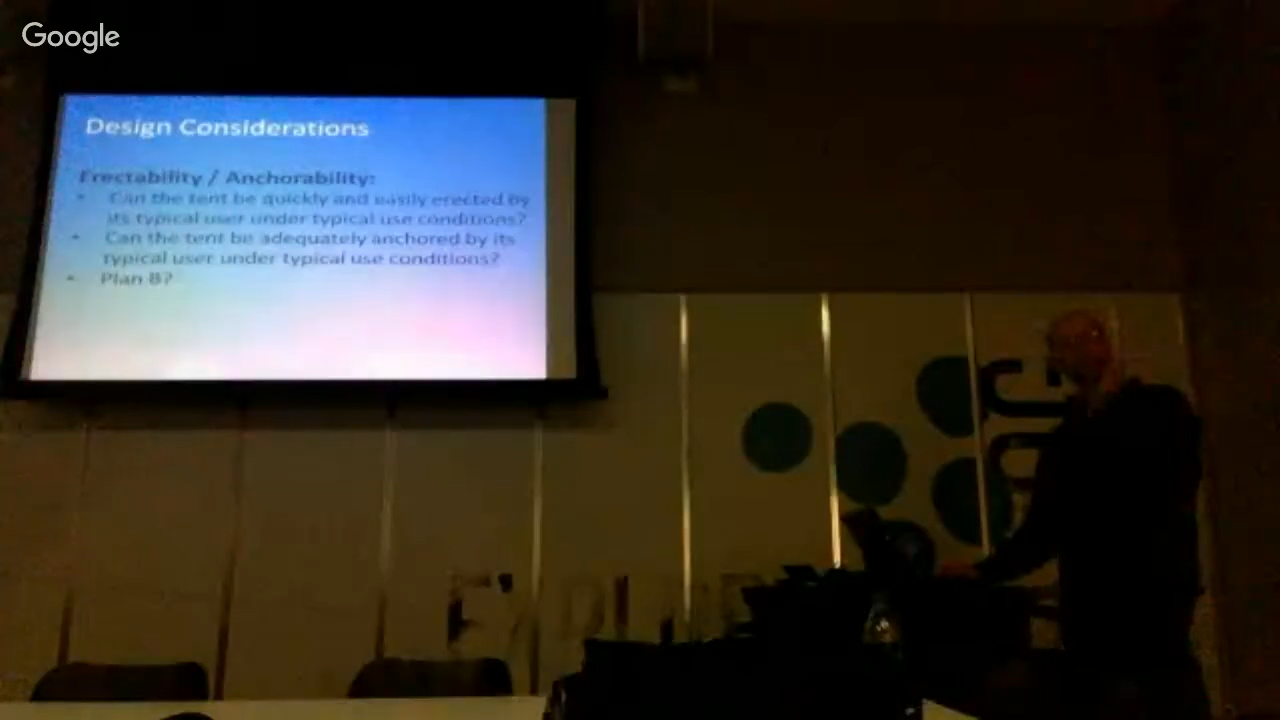 Google
Design Considerations
Erectability / Anchorability:
• Can the tent be quickly and easily erected by
its typical user under typical use conditions?
• Can the tent be adequately anchored by its
typical user under typical use conditions?
• Plan B?